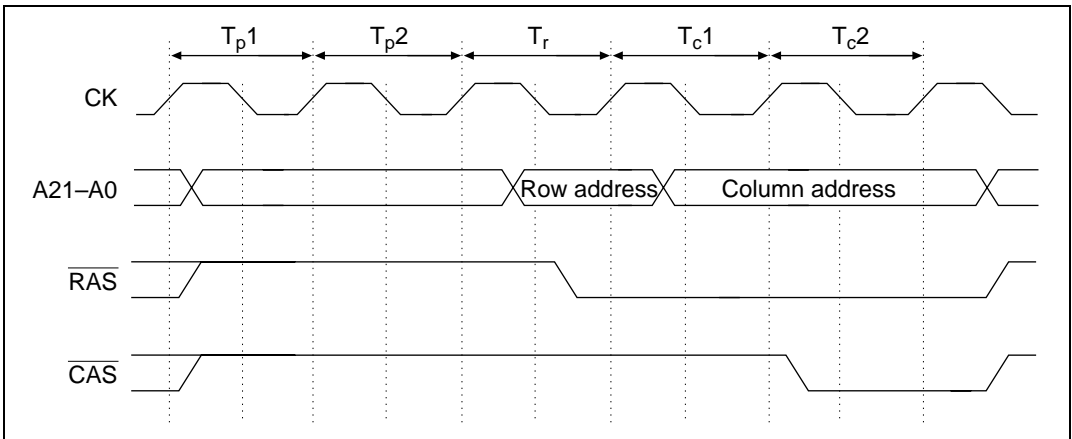 Tp1 Tp2 Tr Tc1 Tc2
CK
A21–A0 Row address Column address
RAS
CAS